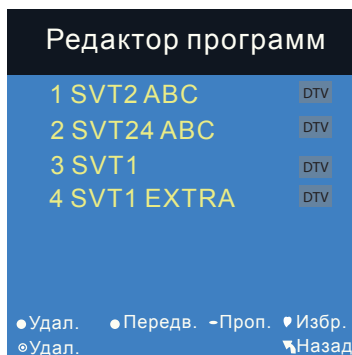 Редактор программ
1 SVT2 ABC DTV
2 SVT24 ABC DTV
3 SVT1 DTV
4 SVT1 EXTRA DTV
Удал. Передв. Проп. Избр.
Удал. Назад